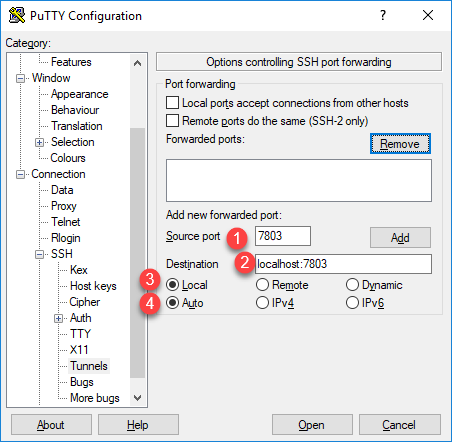 PuTTY Configuration
Category:
Features
Window
Appearance
Behaviour
Translation
Selection
Colours
Connection
Data
Proxy
Telnet
Rlogin
SSH
Kex
Host keys
Cipher
Auth
TTY
X11
Tunnels
Bugs
More bugs
Options controlling SSH port forwarding
Port forwarding
Local ports accept connections from other hosts
Remote ports do the same (SSH-2 only)
Forwarded ports:
Remove
Add new forwarded port:
Source port 1 7803 Add
Destination 2 localhost:7803
3 Local Remote Dynamic
4 Auto IPv4 IPv6
About Help Open Cancel